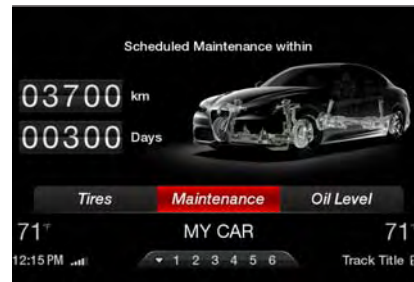 Scheduled Maintenance within
03700 km
00300 Days
Tires Maintenance Oil Level
71°F MY CAR 71
12:15 PM 1 2 3 4 5 6 Track Title